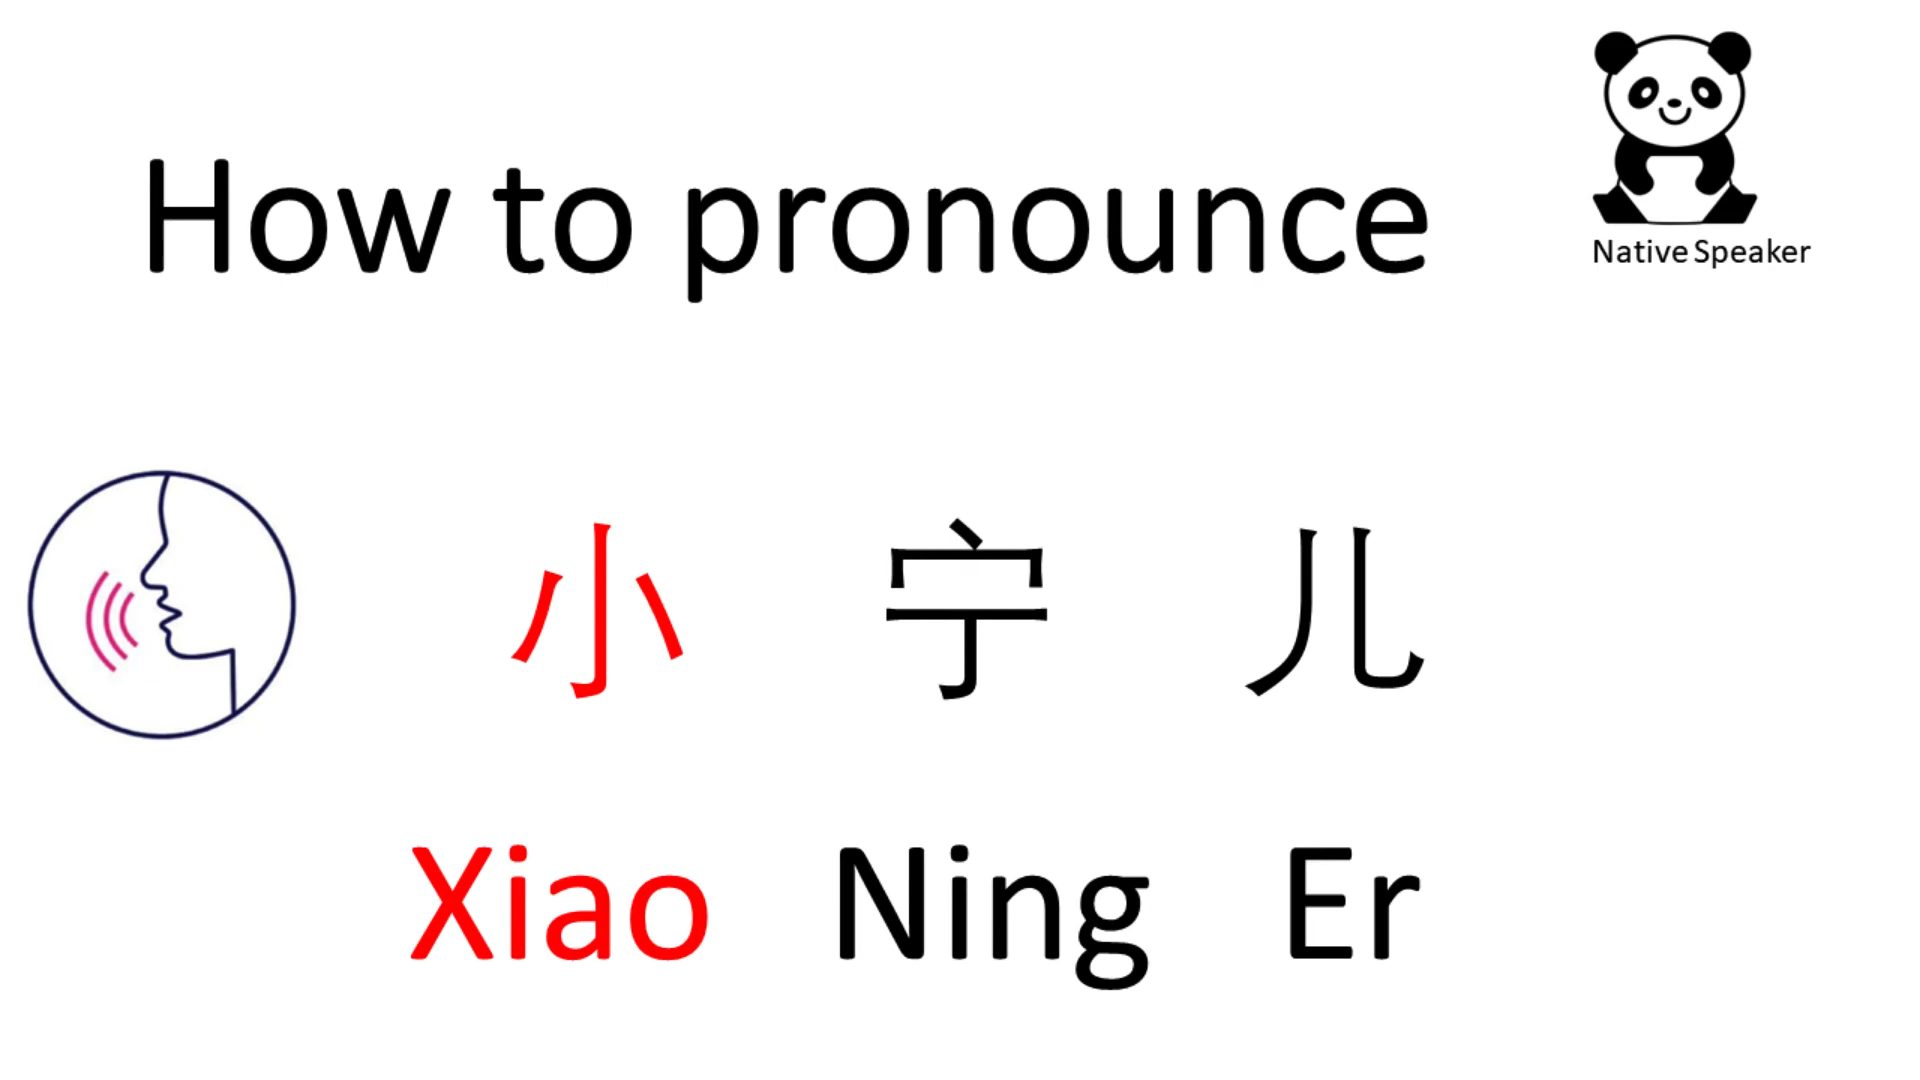 How to pronounce
Native Speaker
小 宁 儿
Xiao Ning Er